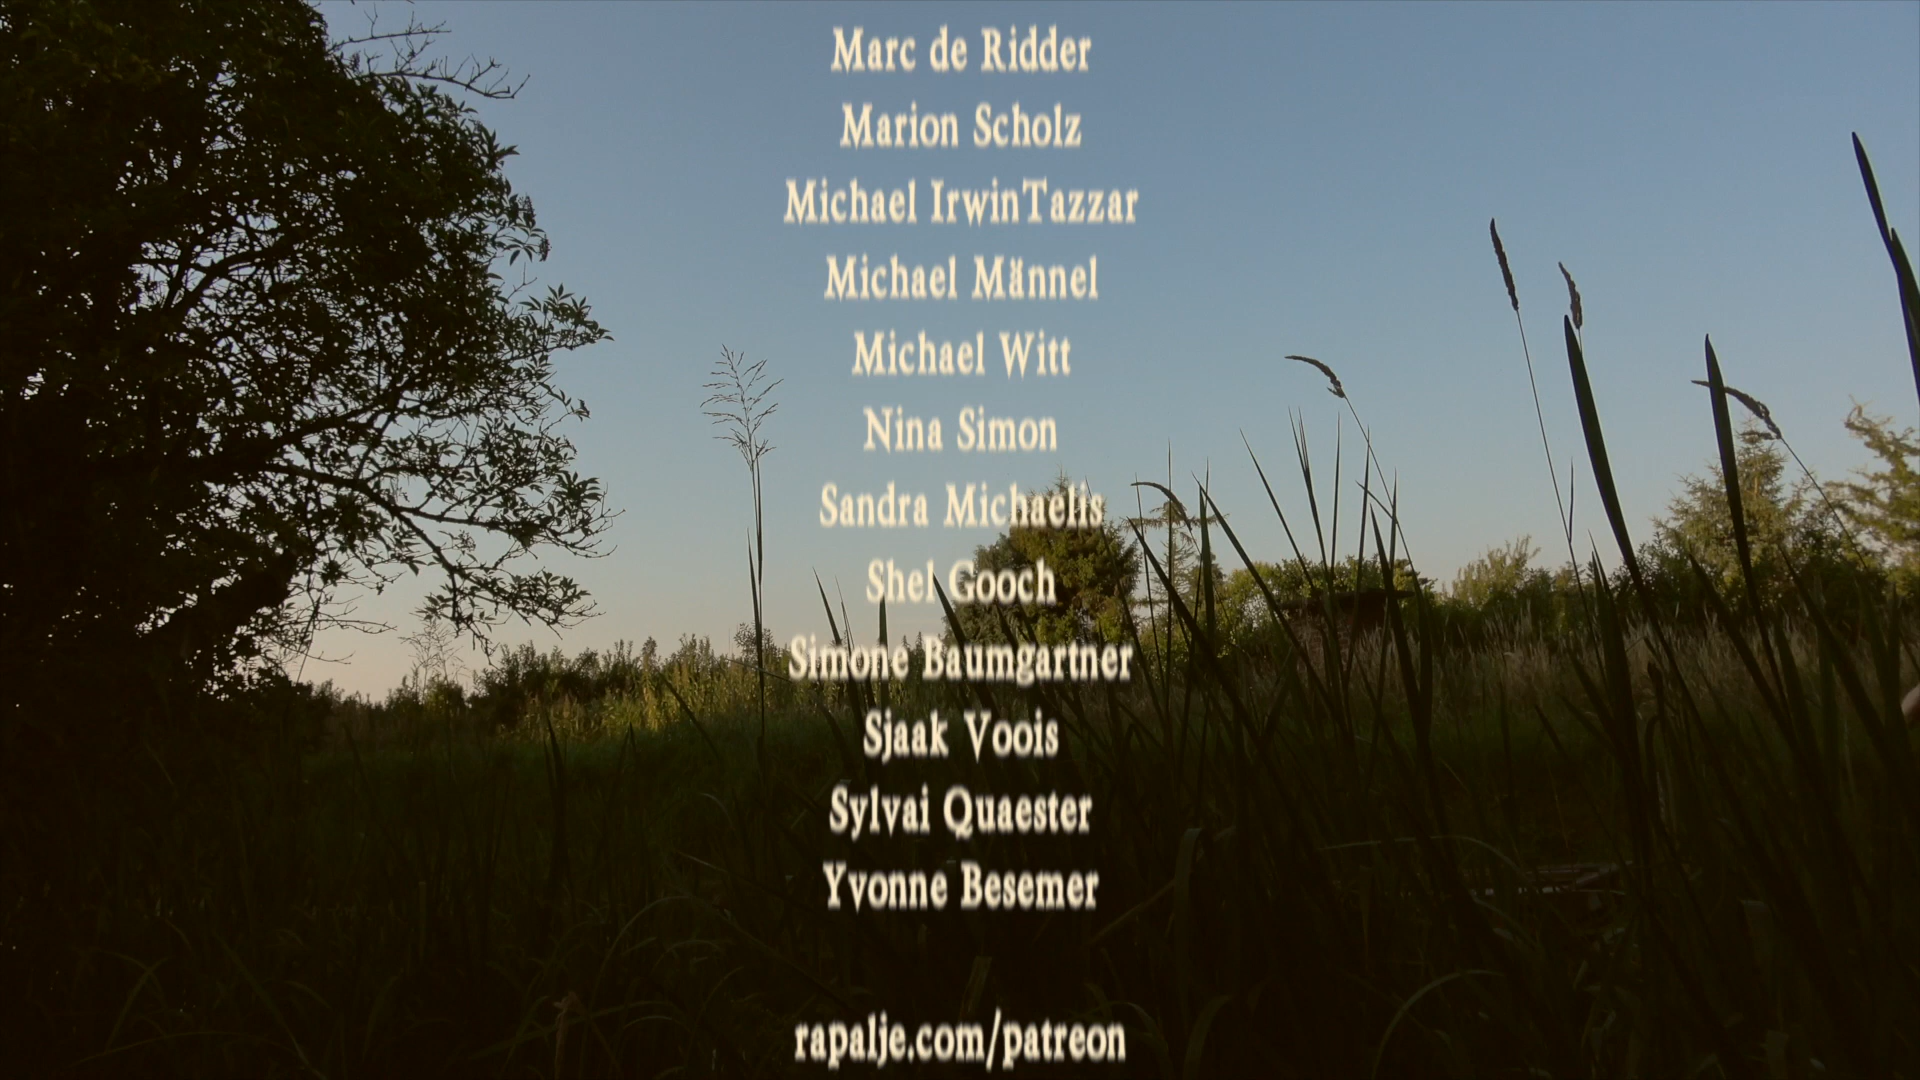 Marc de Ridder
Marion Scholz
Michael IrwinTazzar
Michael Männel
Michael Witt
Nina Simon
Sandra Michaelis
Shel Gooch
Simone Baumgartner
Sjaak Voois
Sylvai Quaester
Yvonne Besemer
rapalje.com/patreon